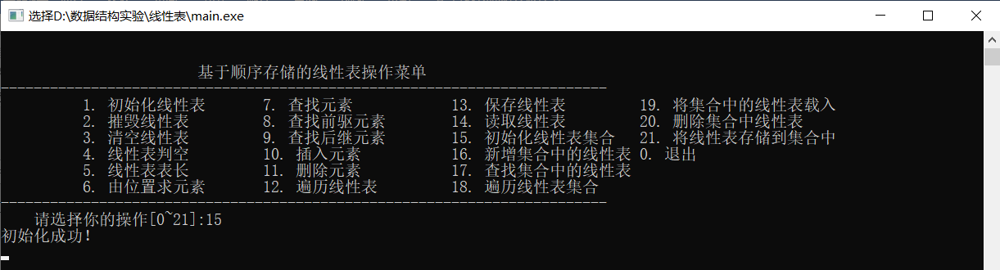 选择D:\数据结构实验\线性表\main.exe
基于顺序存储的线性表操作菜单
--------------------------------------------------------------------------
1. 初始化线性表 7. 查找元素 13. 保存线性表 19. 将集合中的线性表载入
2. 摧毁线性表 8. 查找前驱元素 14. 读取线性表 20. 删除集合中线性表
3. 清空线性表 9. 查找后继元素 15. 初始化线性表集合 21. 将线性表存储到集合中
4. 线性表判空 10. 插入元素 16. 新增集合中的线性表 0. 退出
5. 线性表表长 11. 删除元素 17. 查找集合中的线性表
6. 由位置求元素 12. 遍历线性表 18. 遍历线性表集合
--------------------------------------------------------------------------
请选择你的操作[0~21]:15
初始化成功!